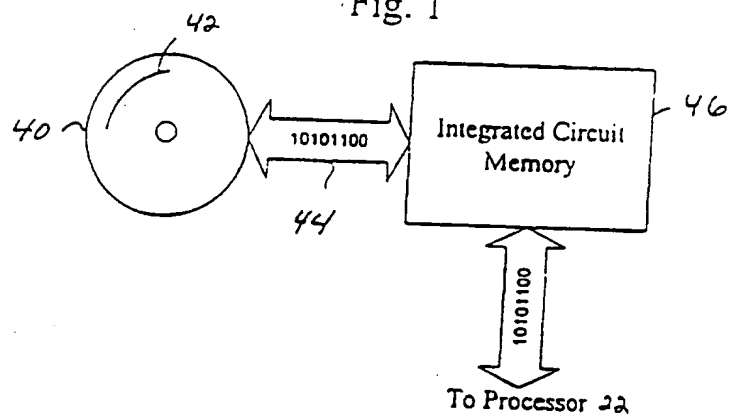 Fig. 1
42
40
10101100
Integrated Circuit
Memory
46
44
10101100
To Processor 22